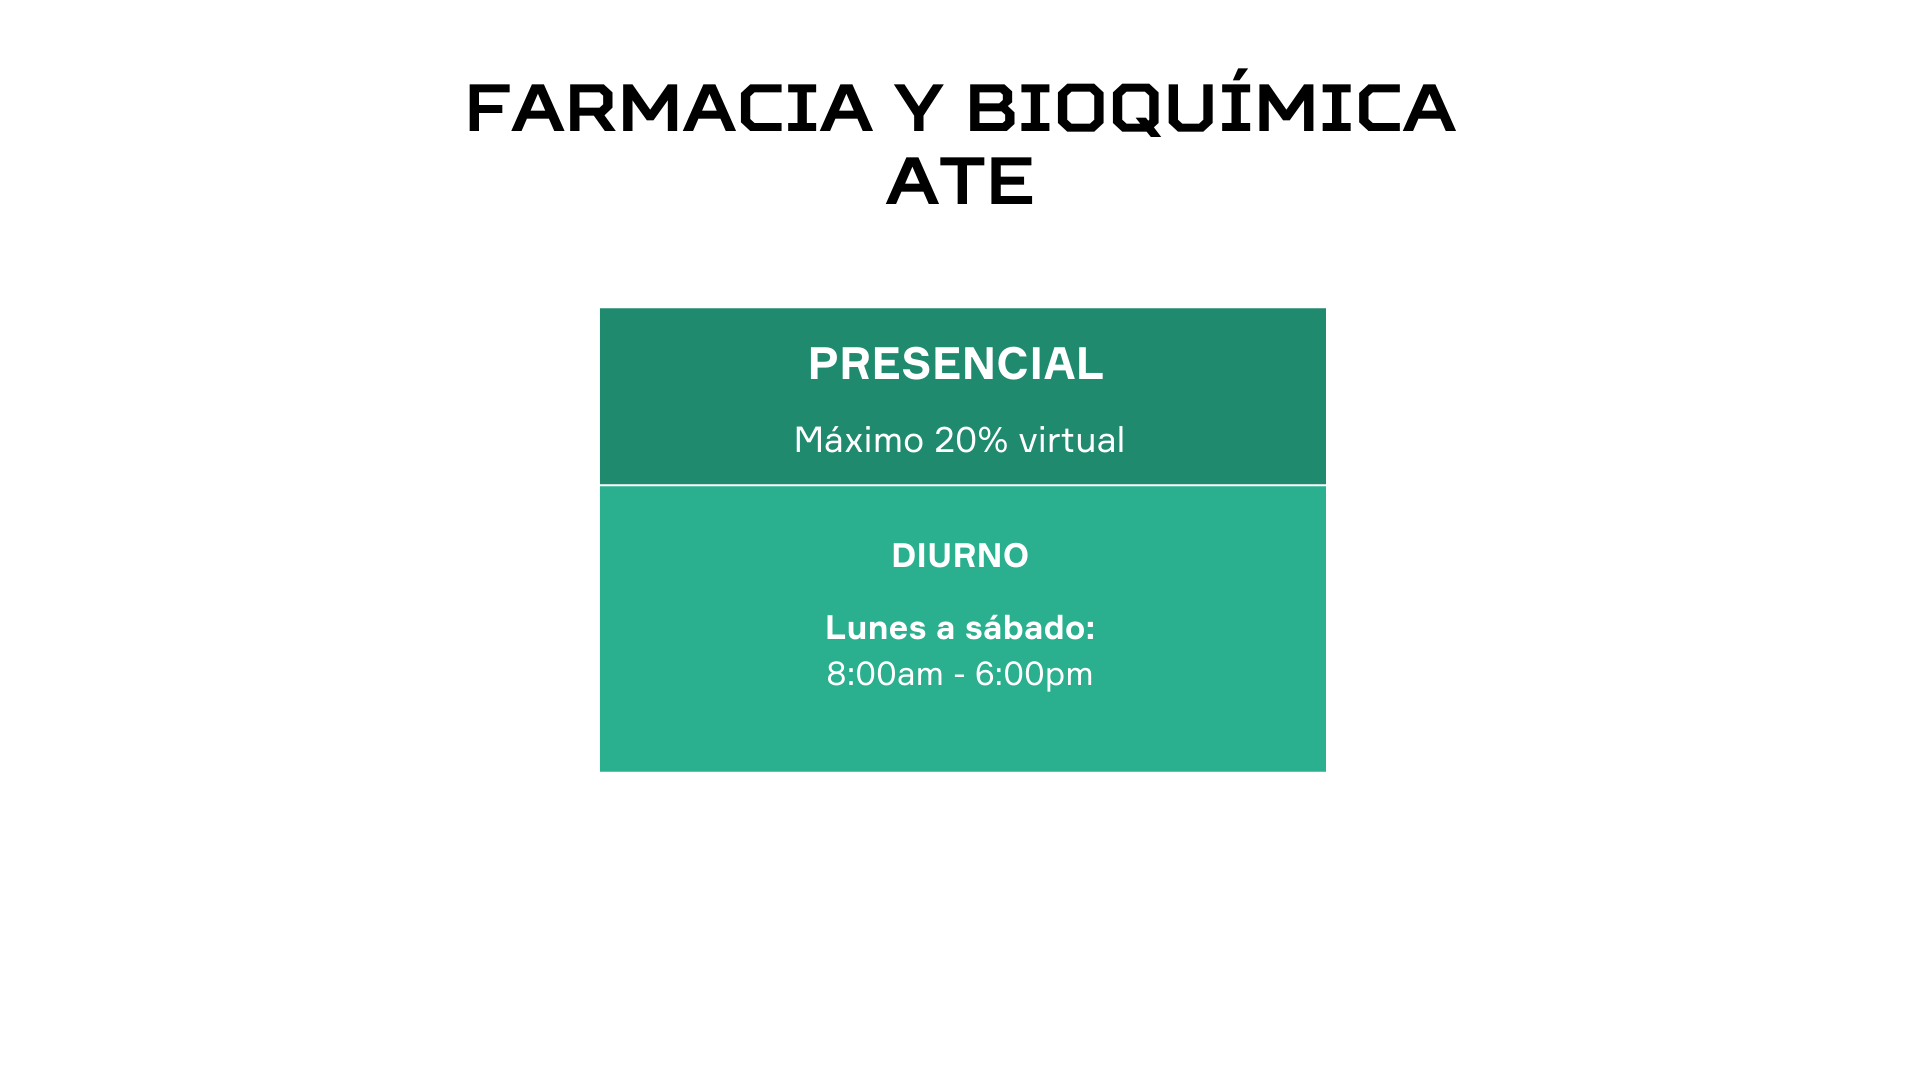 FARMACIA Y BIOQUÍMICA
ATE
PRESENCIAL
Máximo 20% virtual
DIURNO
Lunes a sábado:
8:00am - 6:00pm